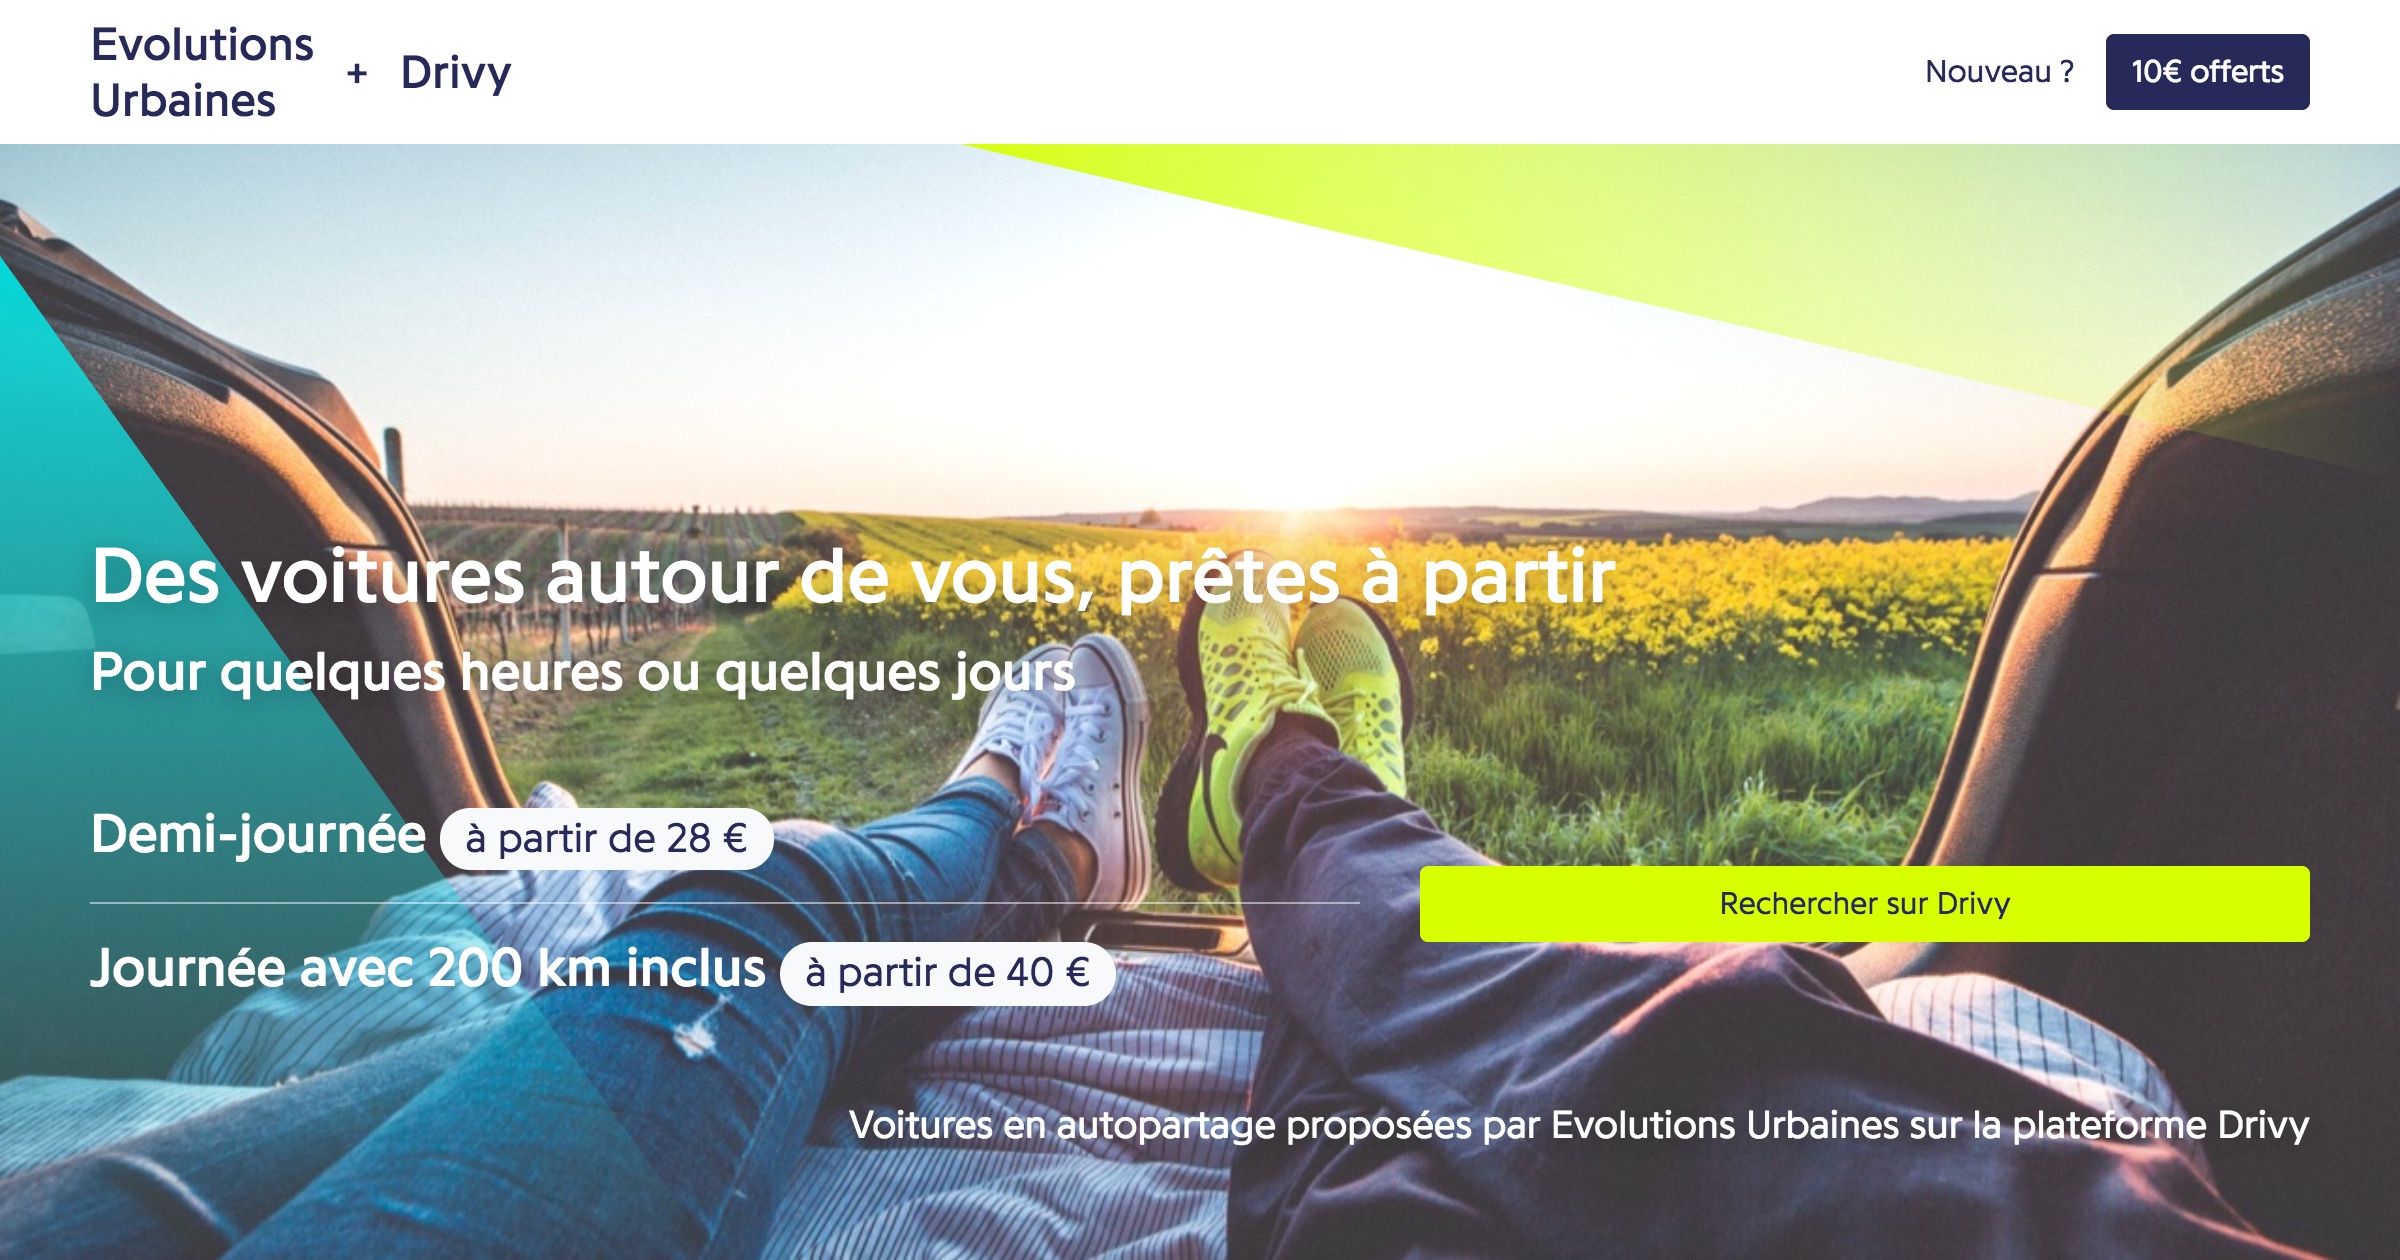 Evolutions
Urbaines
+ Drivy
Nouveau ? 10€ offerts
Des voitures autour de vous, prêtes à partir
Pour quelques heures ou quelques jours
Demi-journée à partir de 28 €
Journée avec 200 km inclus à partir de 40 €
Rechercher sur Drivy
Voitures en autopartage proposées par Evolutions Urbaines sur la plateforme Drivy